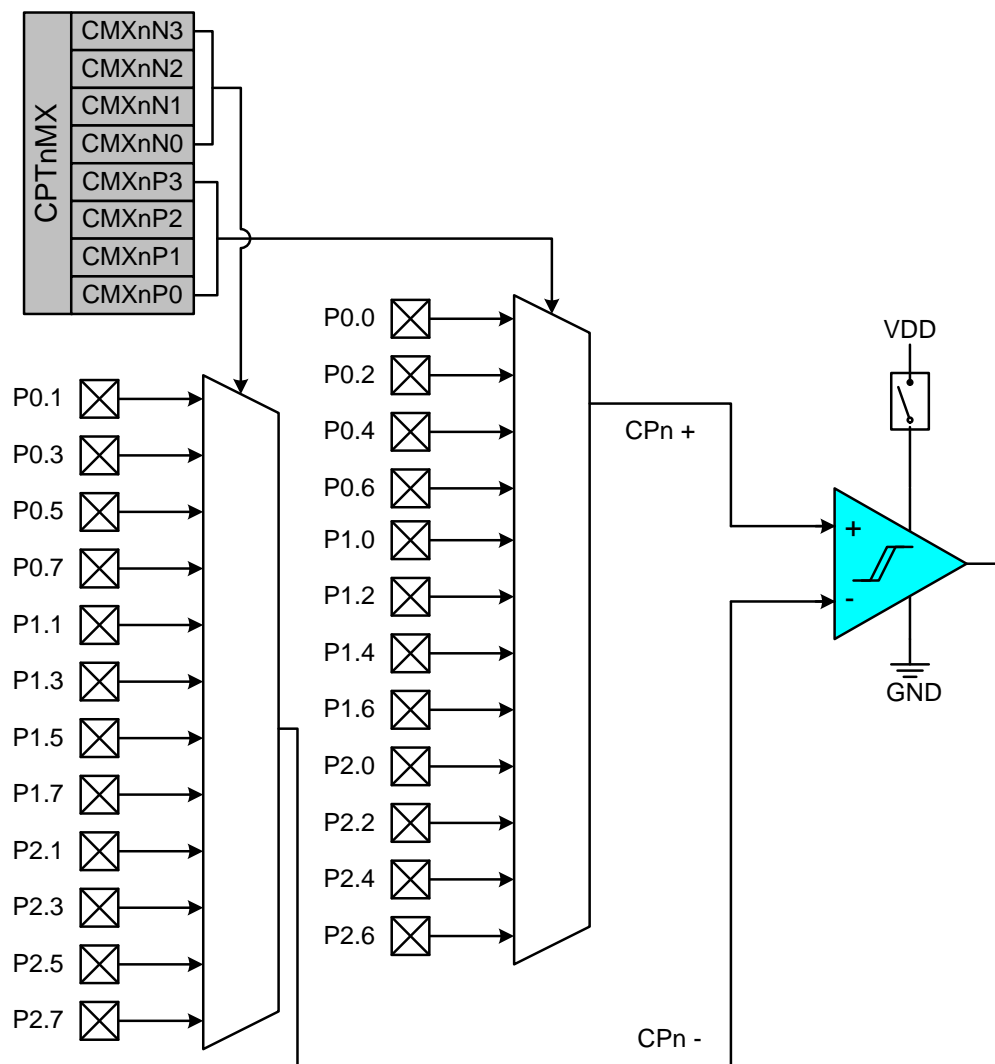 CPTnMX
CMXnN3
CMXnN2
CMXnN1
CMXnN0
CMXnP3
CMXnP2
CMXnP1
CMXnP0
P0.1
P0.3
P0.5
P0.7
P1.1
P1.3
P1.5
P1.7
P2.1
P2.3
P2.5
P2.7
P0.0
P0.2
P0.4
P0.6
P1.0
P1.2
P1.4
P1.6
P2.0
P2.2
P2.4
P2.6
CPn +
CPn -
VDD
+
-
GND